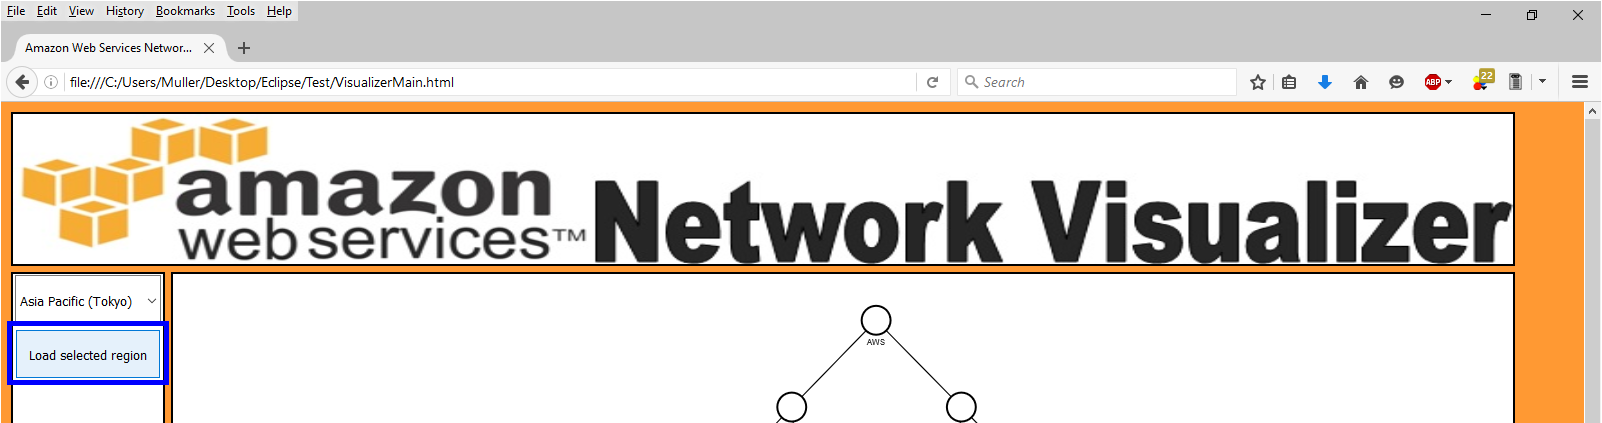 File Edit View History Bookmarks Tools Help
Amazon Web Services Networ...
file:///C:/Users/Muller/Desktop/Eclipse/Test/VisualizerMain.html
Search
ABP
22
amazon
web services™
Network Visualizer
Asia Pacific (Tokyo)
Load selected region
AWS